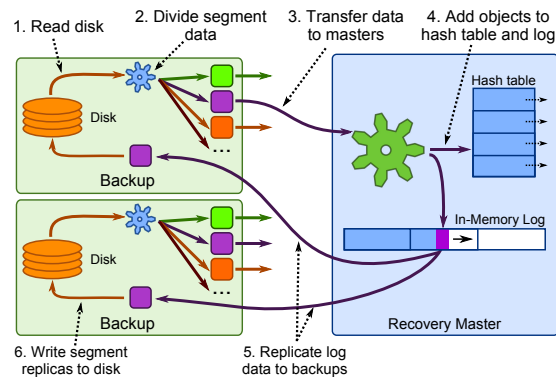 1. Read disk
2. Divide segment
data
3. Transfer data
to masters
4. Add objects to
hash table and log
Hash table
Disk
...
Backup
In-Memory Log
Disk
...
Backup
Recovery Master
6. Write segment
replicas to disk
5. Replicate log
data to backups